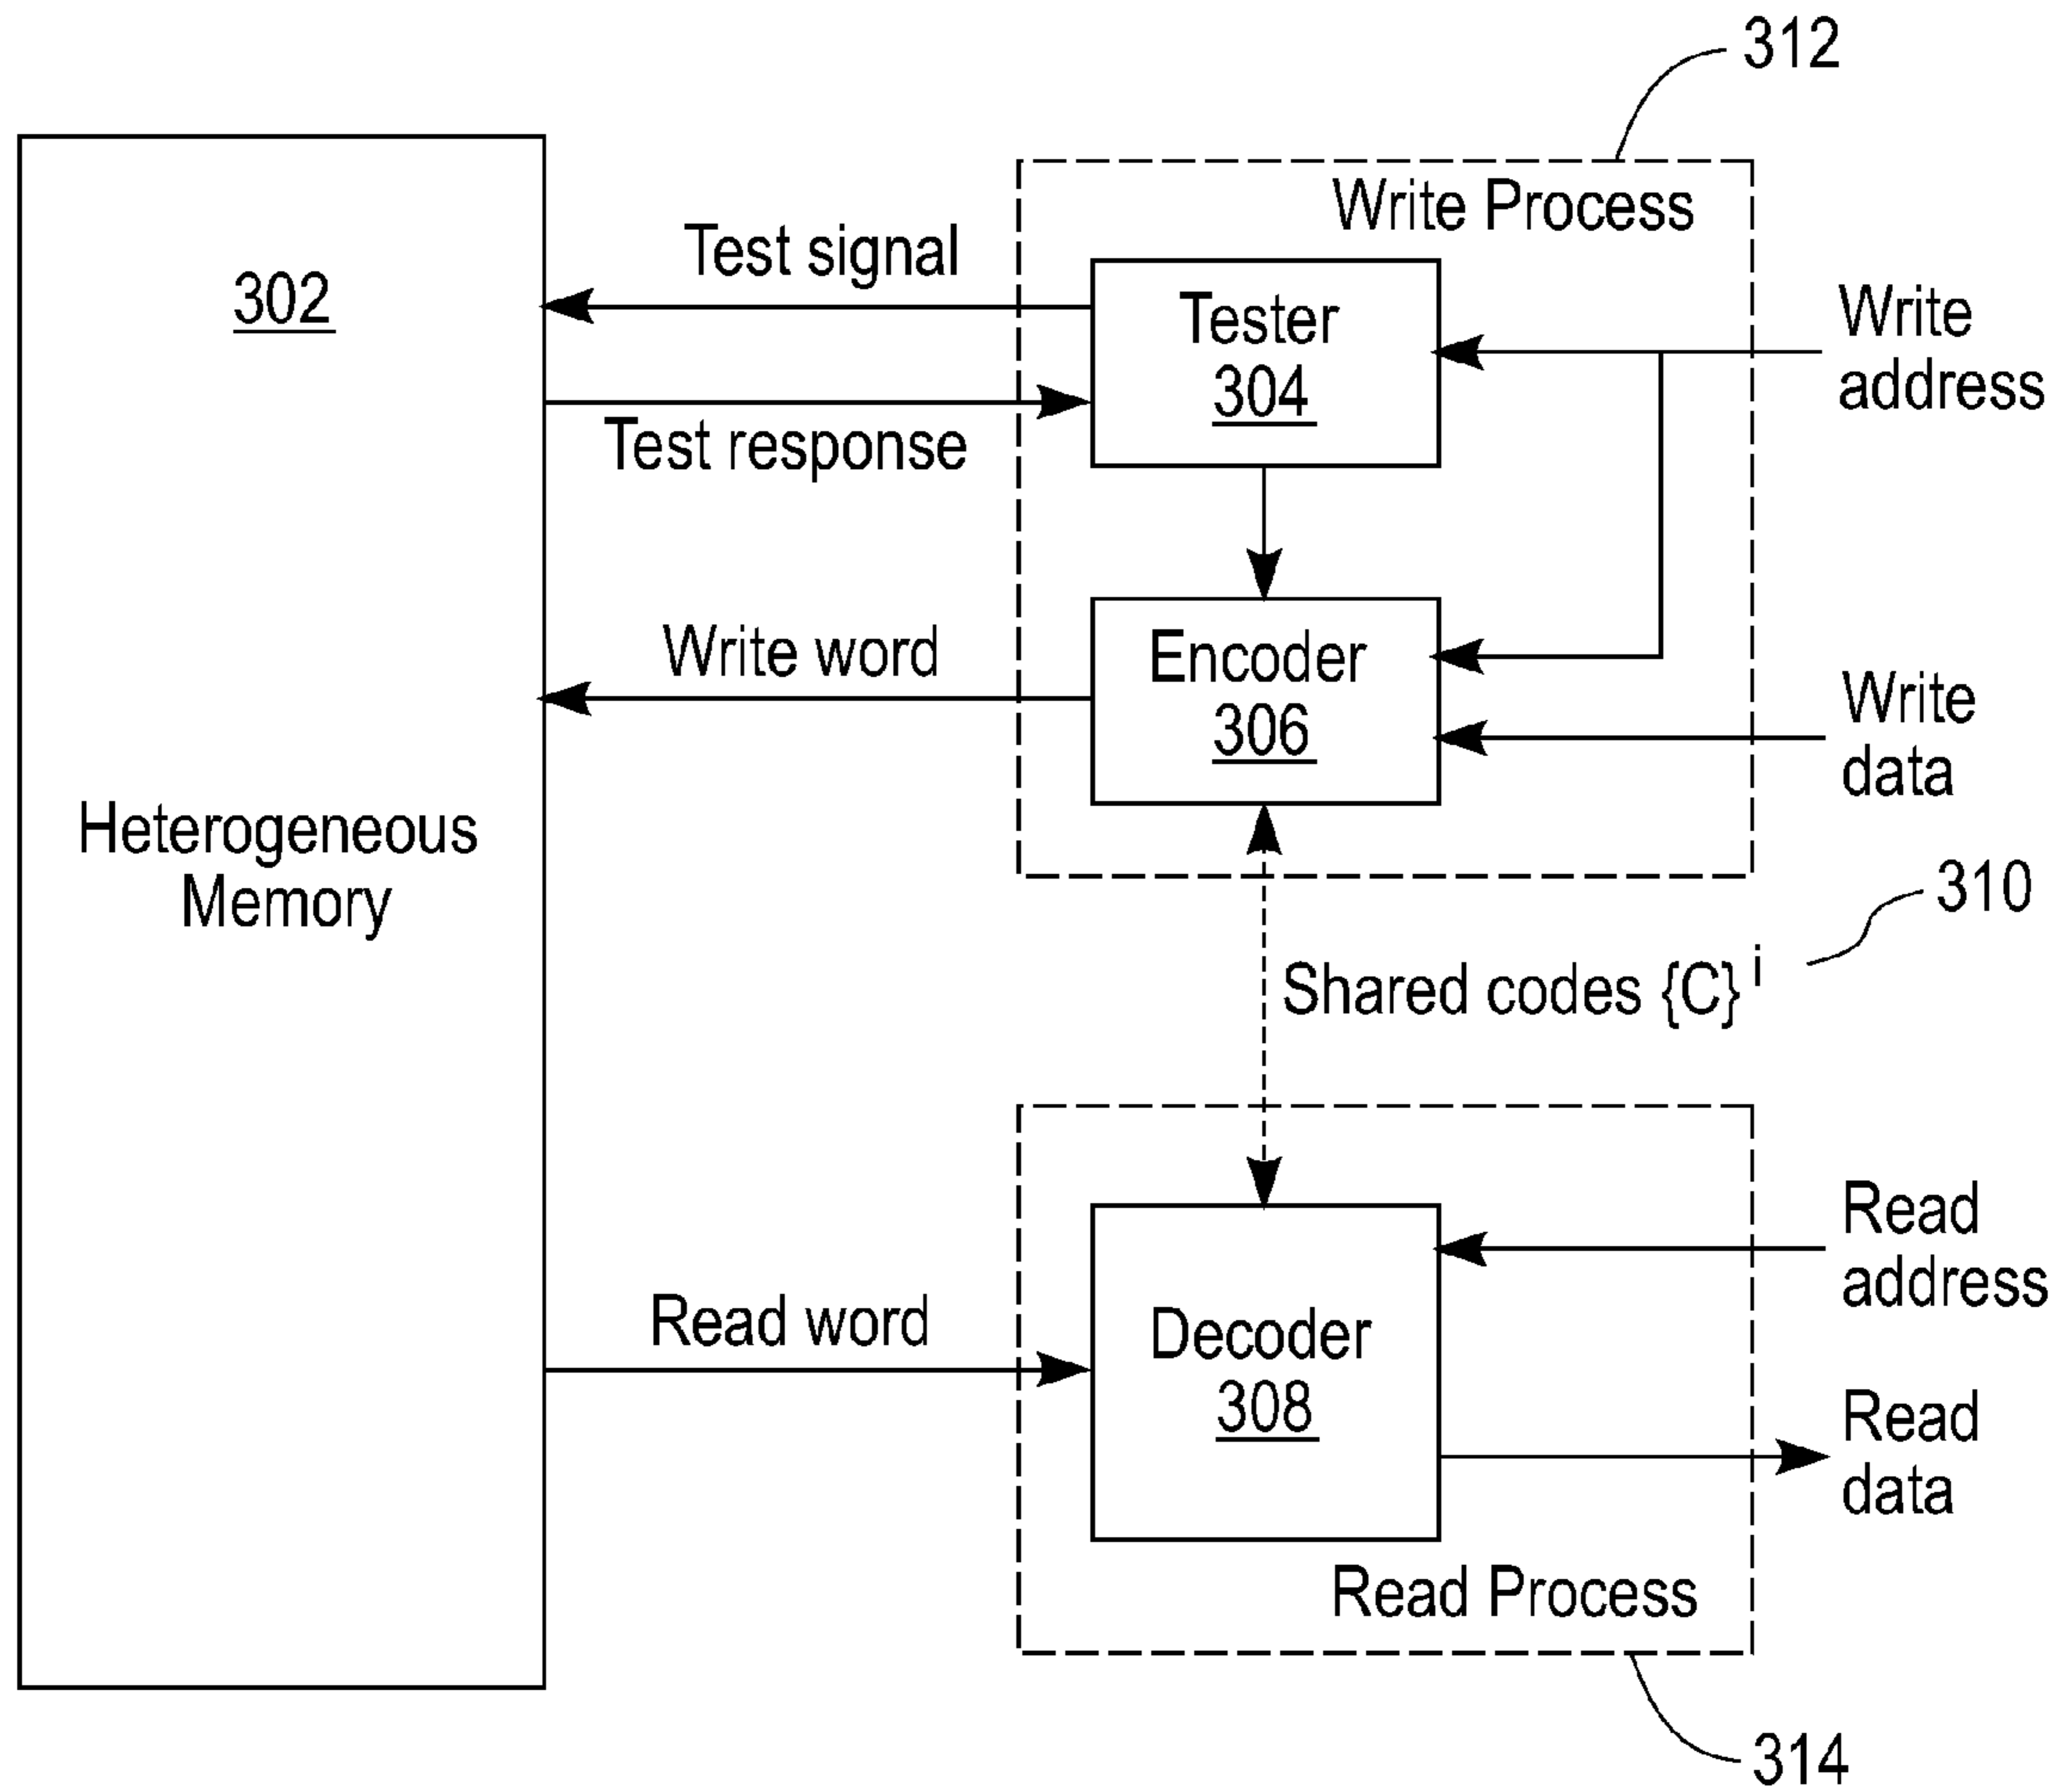 312
Write Process
Test signal
302
Tester
304
Write
address
Test response
Write word
Encoder
306
Write
data
Heterogeneous
Memory
310
Shared codes {C}^i
Read
address
Read word
Decoder
308
Read
data
Read Process
314